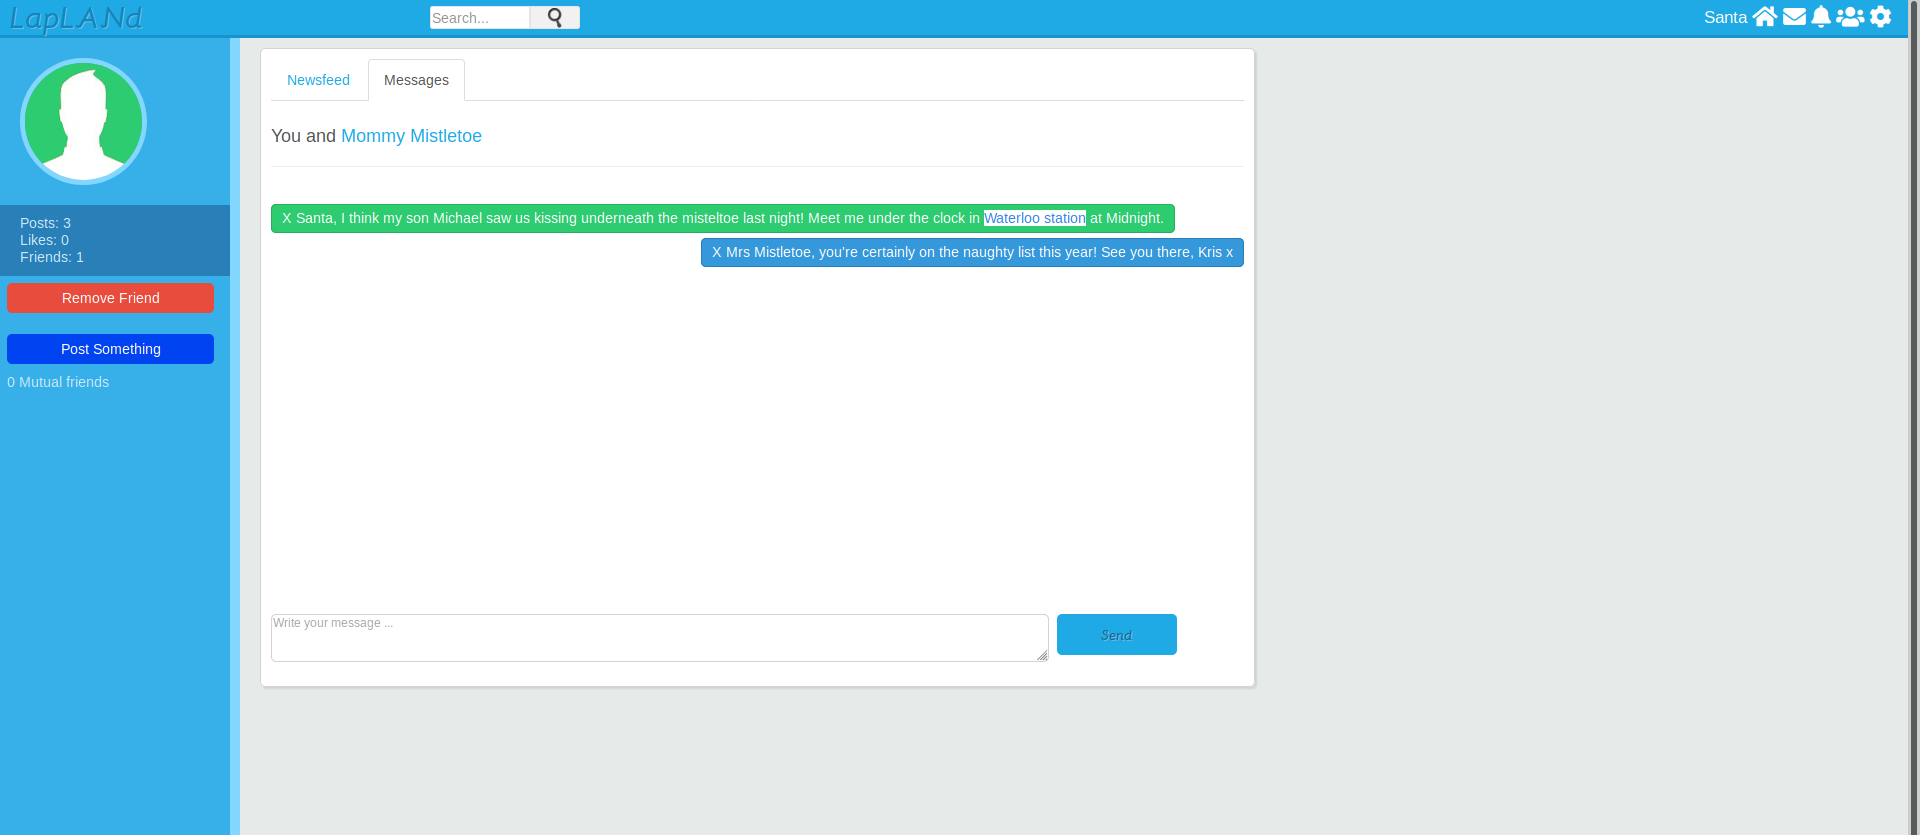 LapLANd
Search...
Santa
Newsfeed
Messages
You and Mommy Mistletoe
X Santa, I think my son Michael saw us kissing underneath the misteltoe last night! Meet me under the clock in Waterloo station at Midnight.
X Mrs Mistletoe, you're certainly on the naughty list this year! See you there, Kris x
Posts: 3
Likes: 0
Friends: 1
Remove Friend
Post Something
0 Mutual friends
Write your message ...
Send